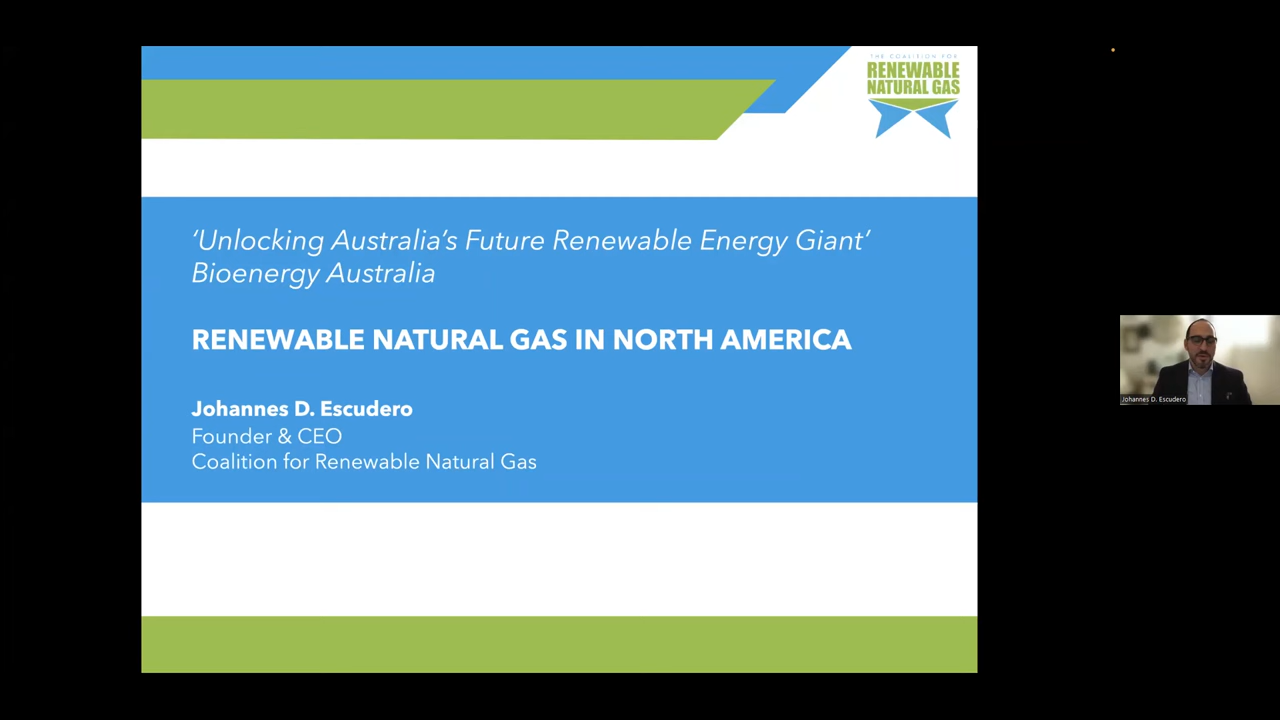 THE COALITION FOR
RENEWABLE
NATURAL GAS
‘Unlocking Australia’s Future Renewable Energy Giant’
Bioenergy Australia
RENEWABLE NATURAL GAS IN NORTH AMERICA
Johannes D. Escudero
Founder & CEO
Coalition for Renewable Natural Gas
Johannes D. Escudero